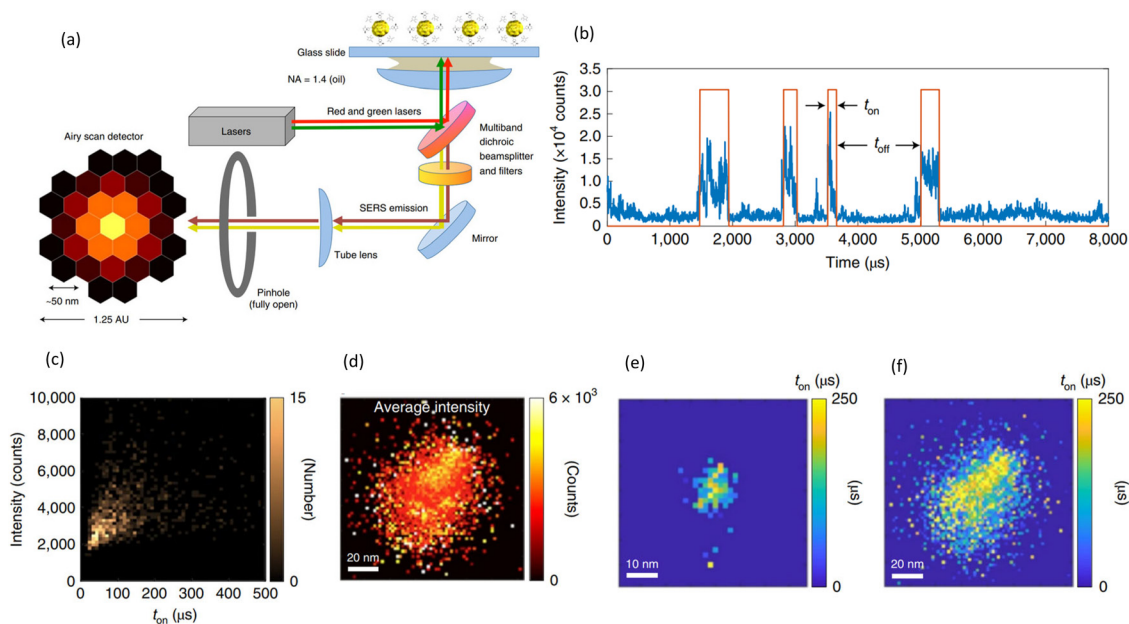 (a)
Glass slide
NA = 1.4 (oil)
Red and green lasers
Lasers
Airy scan detector
Multiband
dichroic
beamsplitter
and filters
SERS emission
Mirror
Tube lens
Pinhole
(fully open)
~50 nm
1.25 AU
(b)
Intensity (×10⁴ counts)
3.5
3.0
2.5
2.0
1.5
1.0
0.5
0
t_on
t_off
0 1,000 2,000 3,000 4,000 5,000 6,000 7,000 8,000
Time (µs)
(c)
Intensity (counts)
10,000
8,000
6,000
4,000
2,000
0
0 100 200 300 400 500
t_on (µs)
15
0
(Number)
(d)
Average intensity
20 nm
6 × 10³
0
(Counts)
(e)
t_on (µs)
250
0
(µs)
10 nm
(f)
t_on (µs)
250
0
(µs)
20 nm